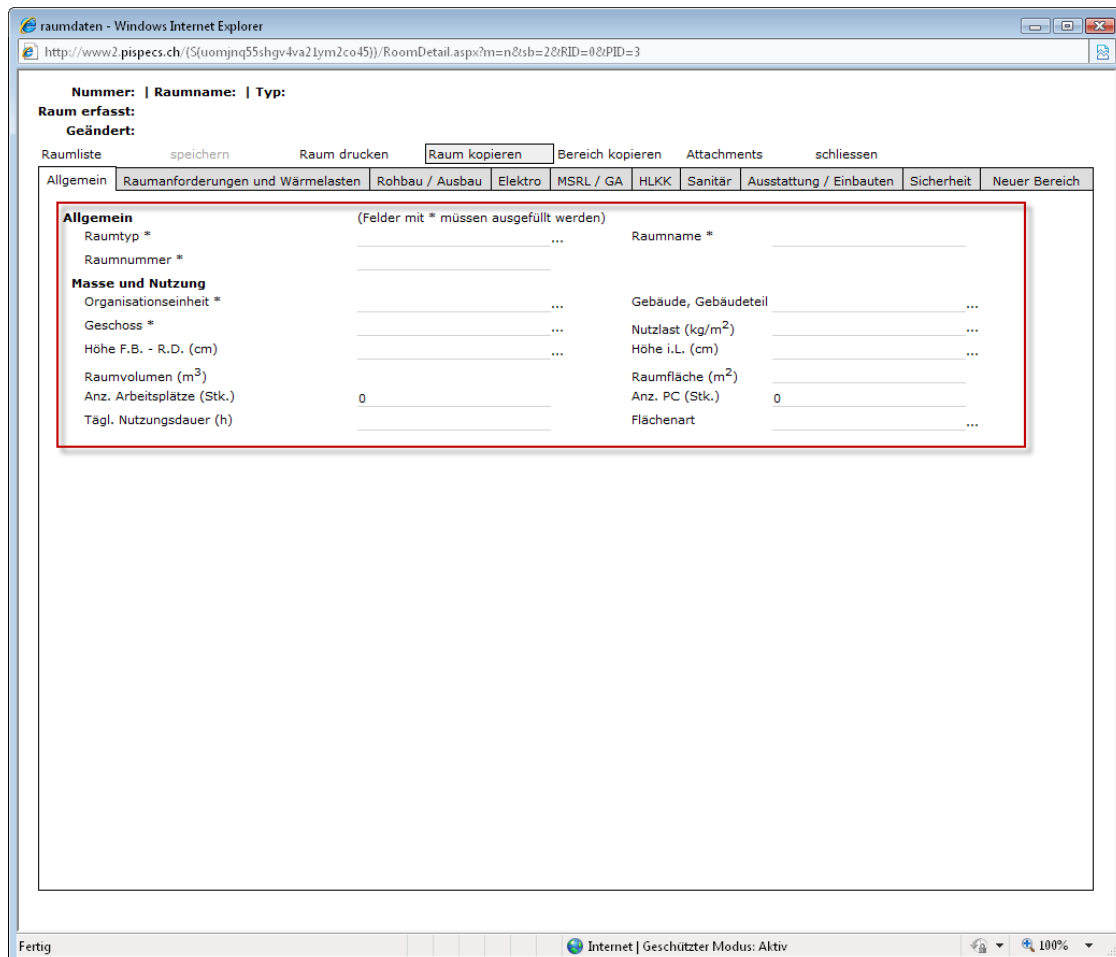 raumdaten - Windows Internet Explorer
http://www2.pispecs.ch/(S(uomjnq55shgv4va21ym2co45))/RoomDetail.aspx?m=n&sb=2&RID=0&PID=3
Nummer: | Raumname: | Typ:
Raum erfasst:
Geändert:
Raumliste speichern Raum drucken Raum kopieren Bereich kopieren Attachments schliessen
Allgemein Raumanforderungen und Wärmelasten Rohbau / Ausbau Elektro MSRL / GA HLKK Sanitär Ausstattung / Einbauten Sicherheit Neuer Bereich
Allgemein (Felder mit * müssen ausgefüllt werden)
Raumtyp * ... Raumname *
Raumnummer *
Masse und Nutzung
Organisationseinheit * ... Gebäude, Gebäudeteil ...
Geschoss * ... Nutzlast (kg/m²) ...
Höhe F.B. - R.D. (cm) ... Höhe i.L. (cm) ...
Raumvolumen (m³) Raumfläche (m²)
Anz. Arbeitsplätze (Stk.) 0 Anz. PC (Stk.) 0
Tägl. Nutzungsdauer (h) Flächenart ...
Fertig Internet | Geschützter Modus: Aktiv 100%